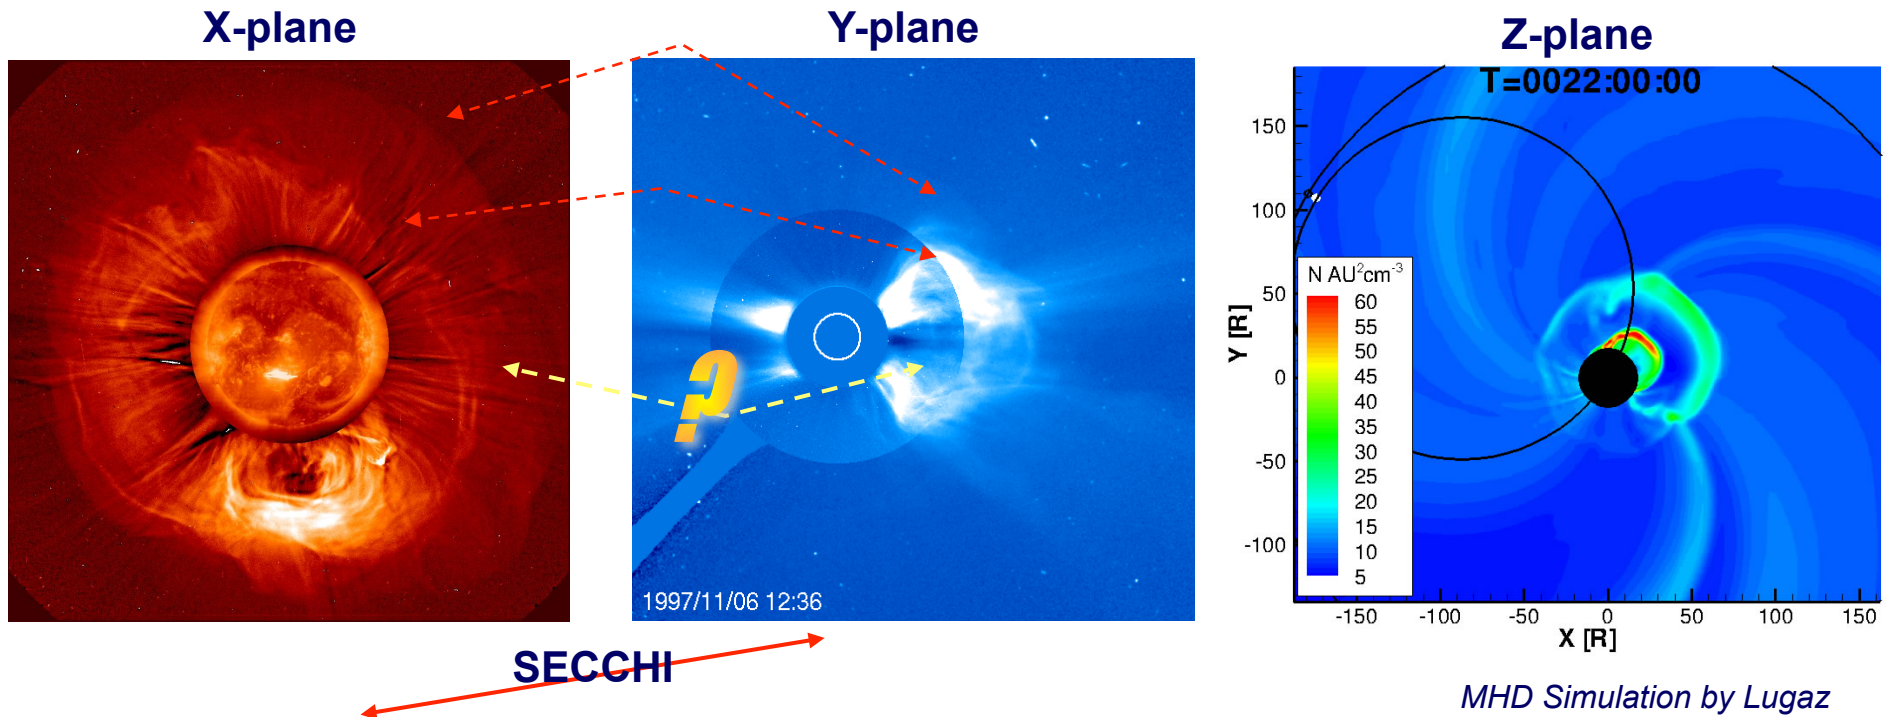 X-plane
Y-plane
Z-plane
T=0022:00:00
150
100
50
0
-50
-100
Y [R]
N AU²cm⁻³
60
55
50
45
40
35
30
25
20
15
10
5
-150 -100 -50 0 50 100 150
X [R]
?
1997/11/06 12:36
SECCHI
MHD Simulation by Lugaz